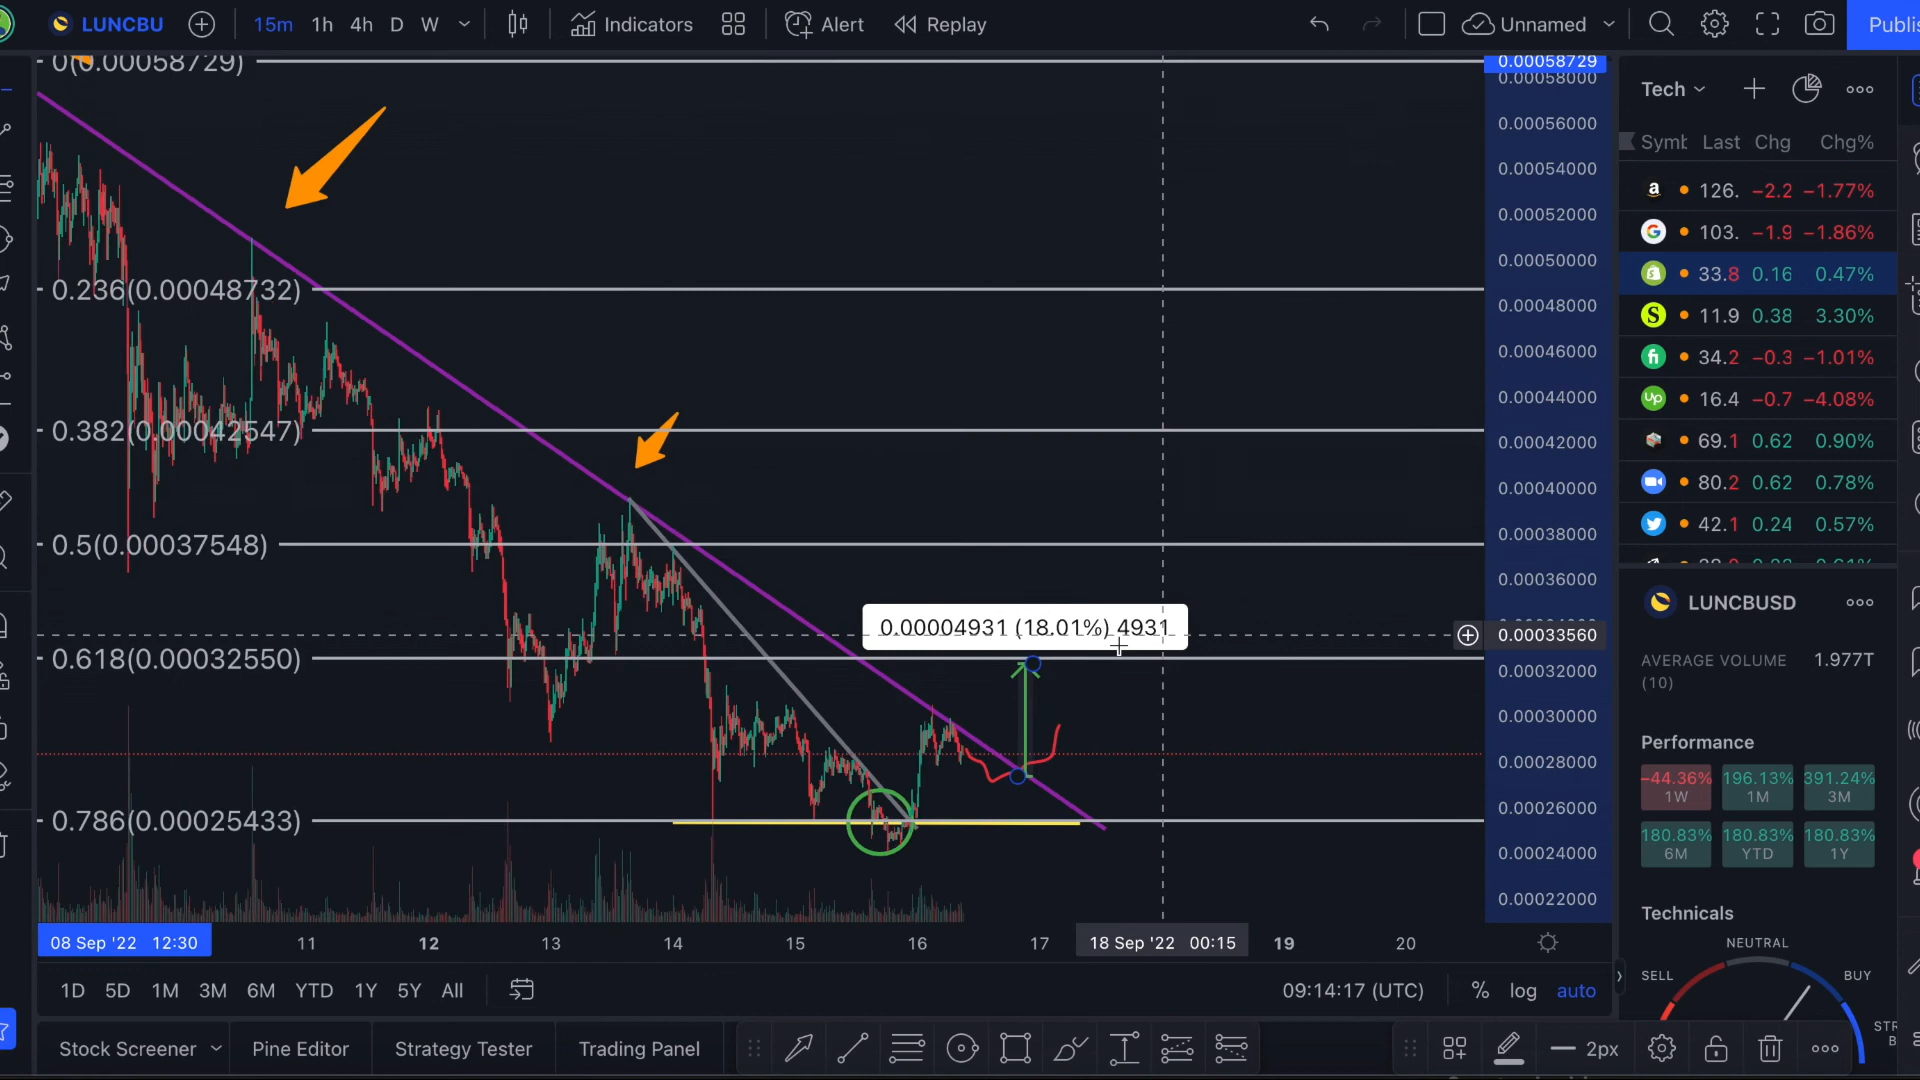 LUNCBU
15m 1h 4h D W
Indicators
Alert
Replay
Unnamed
Publis
0(0.00058729)
0.236(0.00048732)
0.382(0.00042547)
0.5(0.00037548)
0.618(0.00032550)
0.786(0.00025433)
0.00004931 (18.01%) 4931
0.00058729
0.00058000
0.00056000
0.00054000
0.00052000
0.00050000
0.00048000
0.00046000
0.00044000
0.00042000
0.00040000
0.00038000
0.00036000
0.00033560
0.00032000
0.00030000
0.00028000
0.00026000
0.00024000
0.00022000
08 Sep '22 12:30
11 12 13 14 15 16 17
18 Sep '22 00:15
19 20
1D 5D 1M 3M 6M YTD 1Y 5Y All
09:14:17 (UTC)
% log auto
Stock Screener
Pine Editor
Strategy Tester
Trading Panel
2px
Tech
Symb Last Chg Chg%
a 126. −2.2 −1.77%
G 103. −1.9 −1.86%
33.8 0.16 0.47%
S 11.9 0.38 3.30%
fi 34.2 −0.3 −1.01%
Up 16.4 −0.7 −4.08%
69.1 0.62 0.90%
80.2 0.62 0.78%
42.1 0.24 0.57%
LUNCBUSD
AVERAGE VOLUME 1.977T
(10)
Performance
−44.36% 196.13% 391.24%
1W 1M 3M
180.83% 180.83% 180.83%
6M YTD 1Y
Technicals
NEUTRAL
SELL BUY
STR
B